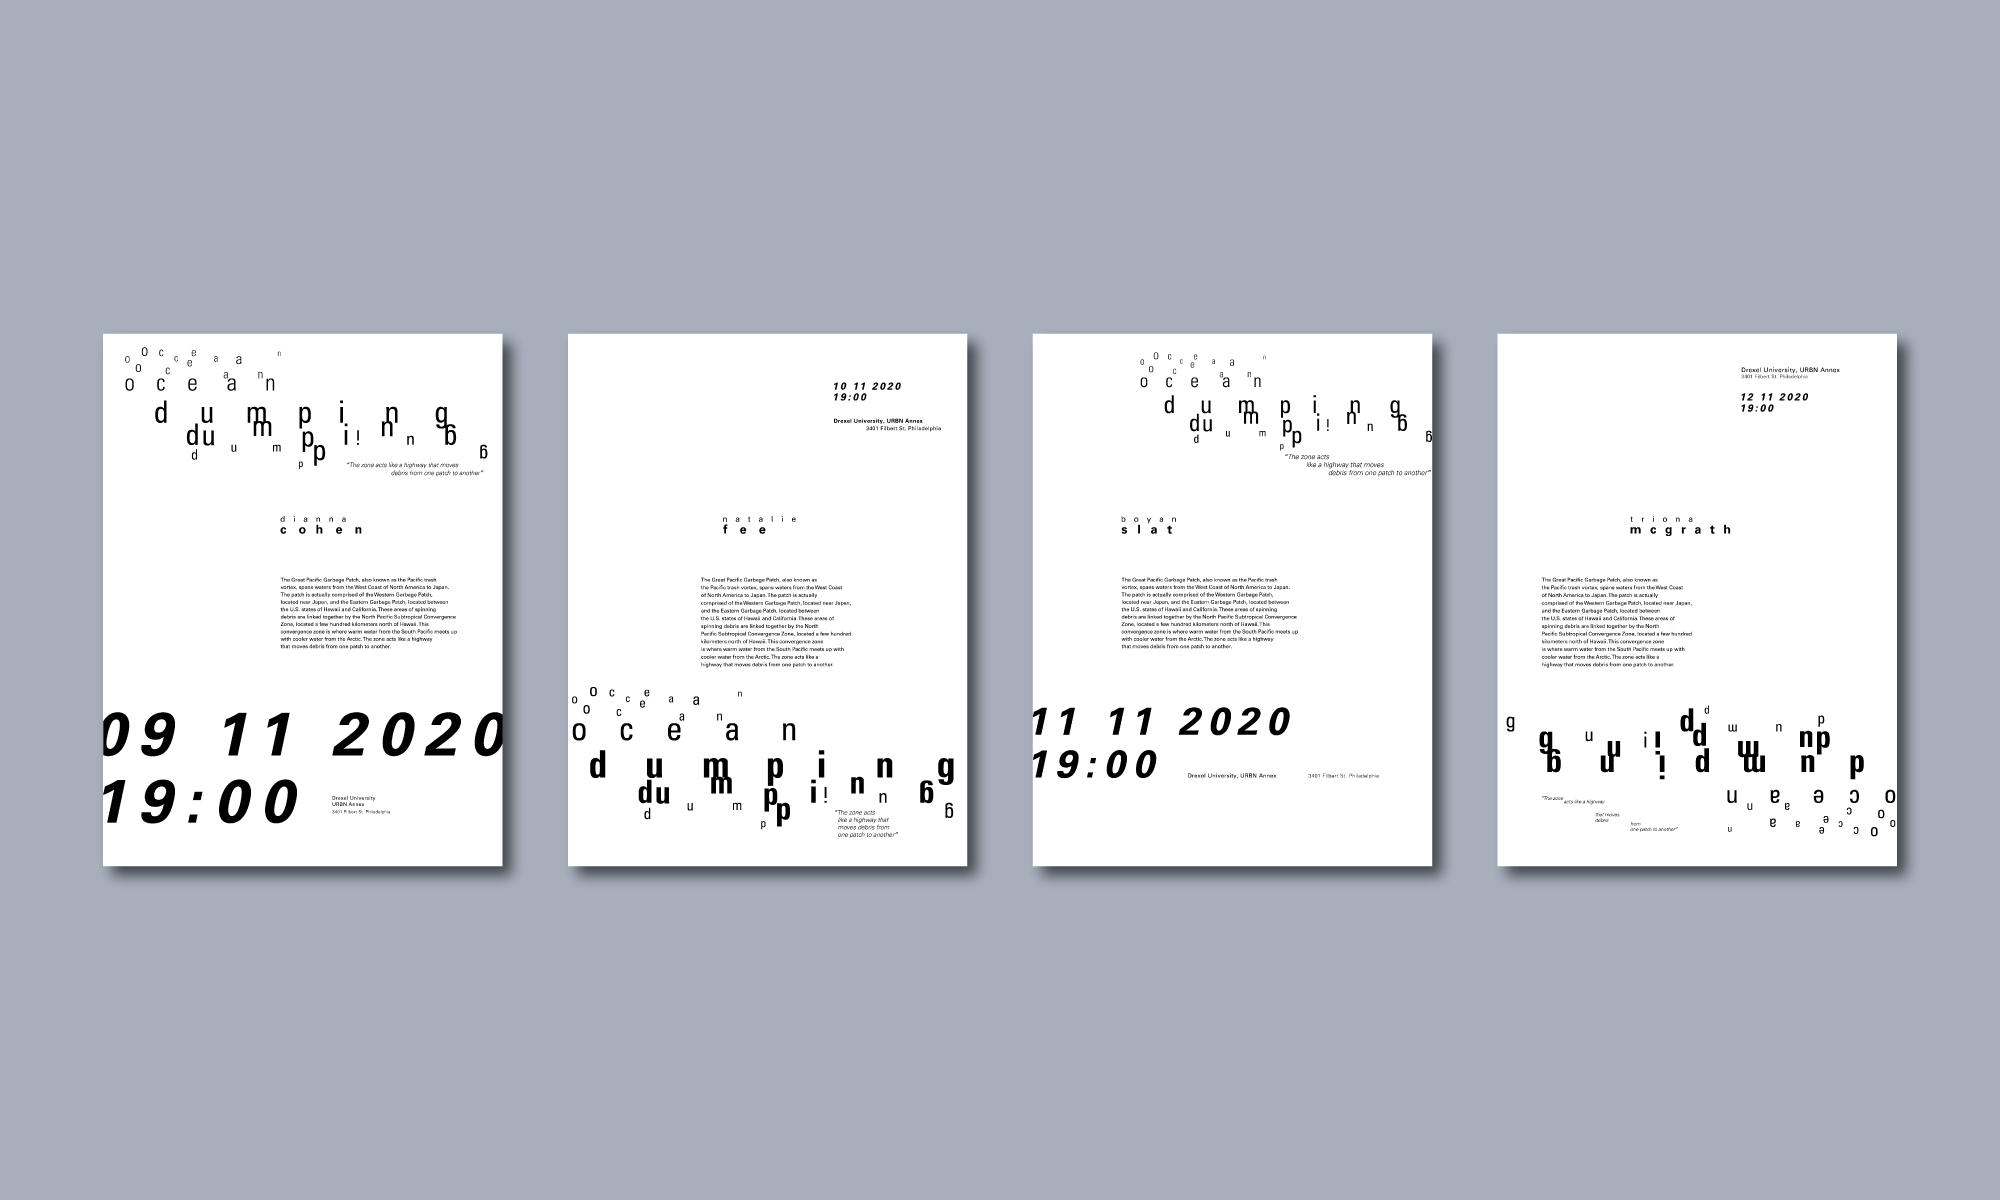 o o c c e e a a n
o c
o c e a a n n
d u m p i n g
d u m p i ! n n g
d u m p p g
"The zone acts like a highway that moves
debris from one patch to another"
dianna
cohen
The Great Pacific Garbage Patch, also known as the Pacific trash
vortex, spans waters from the West Coast of North America to Japan.
The patch is actually comprised of the Western Garbage Patch,
located near Japan, and the Eastern Garbage Patch, located between
the U.S. states of Hawaii and California. These areas of spinning
debris are linked together by the North Pacific Subtropical Convergence
Zone, located a few hundred kilometers north of Hawaii. This
convergence zone is where warm water from the South Pacific meets up
with cooler water from the Arctic. The zone acts like a highway
that moves debris from one patch to another.
09 11 2020
19:00
Drexel University
URBN Annex
3401 Filbert St. Philadelphia
10 11 2020
19:00
Drexel University, URBN Annex
3401 Filbert St. Philadelphia
natalie
fee
The Great Pacific Garbage Patch, also known as
the Pacific trash vortex, spans waters from the West Coast
of North America to Japan. The patch is actually
comprised of the Western Garbage Patch, located near Japan,
and the Eastern Garbage Patch, located between
the U.S. states of Hawaii and California. These areas of
spinning debris are linked together by the North
Pacific Subtropical Convergence Zone, located a few hundred
kilometers north of Hawaii. This convergence zone
is where warm water from the South Pacific meets up with
cooler water from the Arctic. The zone acts like a
highway that moves debris from one patch to another.
o o c c e e a a n
o c a n
o c e a n
d u m p i n g
d u m p i ! n n g
d u m p p g
"The zone acts
like a highway that
moves debris from
one patch to another"
o o c c e e a a n
o c
o c e a a n n
d u m p i n g
d u m p i ! n n g
d u m p p g
"The zone acts
like a highway that moves
debris from one patch to another"
boyan
slat
The Great Pacific Garbage Patch, also known as the Pacific trash
vortex, spans waters from the West Coast of North America to Japan.
The patch is actually comprised of the Western Garbage Patch,
located near Japan, and the Eastern Garbage Patch, located between
the U.S. states of Hawaii and California. These areas of spinning
debris are linked together by the North Pacific Subtropical Convergence
Zone, located a few hundred kilometers north of Hawaii. This
convergence zone is where warm water from the South Pacific meets up
with cooler water from the Arctic. The zone acts like a highway
that moves debris from one patch to another.
11 11 2020
19:00
Drexel University, URBN Annex 3401 Filbert St. Philadelphia
Drexel University, URBN Annex
3401 Filbert St. Philadelphia
12 11 2020
19:00
triona
mcgrath
The Great Pacific Garbage Patch, also known as
the Pacific trash vortex, spans waters from the West Coast
of North America to Japan. The patch is actually
comprised of the Western Garbage Patch, located near Japan,
and the Eastern Garbage Patch, located between
the U.S. states of Hawaii and California. These areas of
spinning debris are linked together by the North
Pacific Subtropical Convergence Zone, located a few hundred
kilometers north of Hawaii. This convergence zone
is where warm water from the South Pacific meets up with
cooler water from the Arctic. The zone acts like a
highway that moves debris from one patch to another.
d u m p i n g
o c e a n
"The zone
acts like a highway
that moves
debris
from
one patch to another"